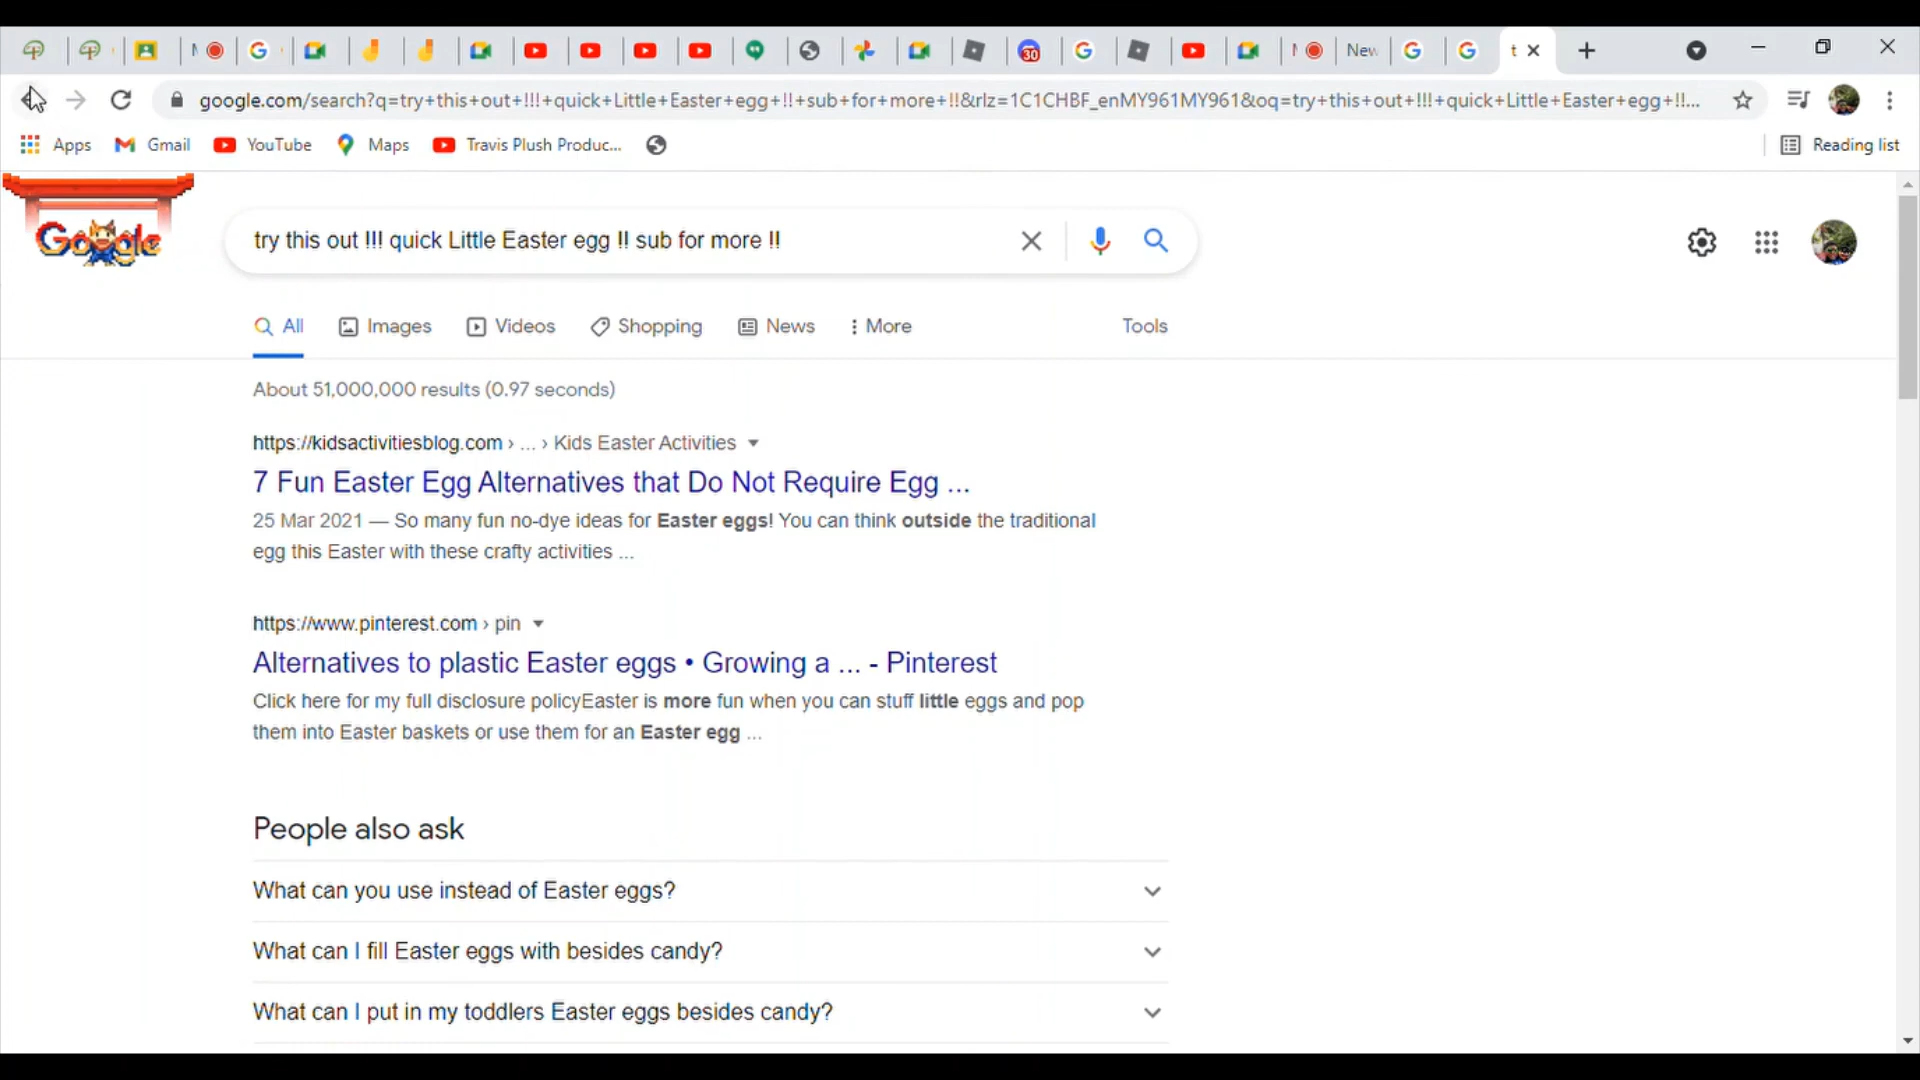 30
New
t
google.com/search?q=try+this+out+!!!+quick+Little+Easter+egg+!!+sub+for+more+!!&rlz=1C1CHBF_enMY961MY961&oq=try+this+out+!!!+quick+Little+Easter+egg+!!...
Apps Gmail YouTube Maps Travis Plush Produc... Reading list
Google
try this out !!! quick Little Easter egg !! sub for more !!
All Images Videos Shopping News More Tools
About 51,000,000 results (0.97 seconds)
https://kidsactivitiesblog.com › ... › Kids Easter Activities
7 Fun Easter Egg Alternatives that Do Not Require Egg ...
25 Mar 2021 — So many fun no-dye ideas for Easter eggs! You can think outside the traditional
egg this Easter with these crafty activities ...
https://www.pinterest.com › pin
Alternatives to plastic Easter eggs • Growing a ... - Pinterest
Click here for my full disclosure policyEaster is more fun when you can stuff little eggs and pop
them into Easter baskets or use them for an Easter egg ...
People also ask
What can you use instead of Easter eggs?
What can I fill Easter eggs with besides candy?
What can I put in my toddlers Easter eggs besides candy?